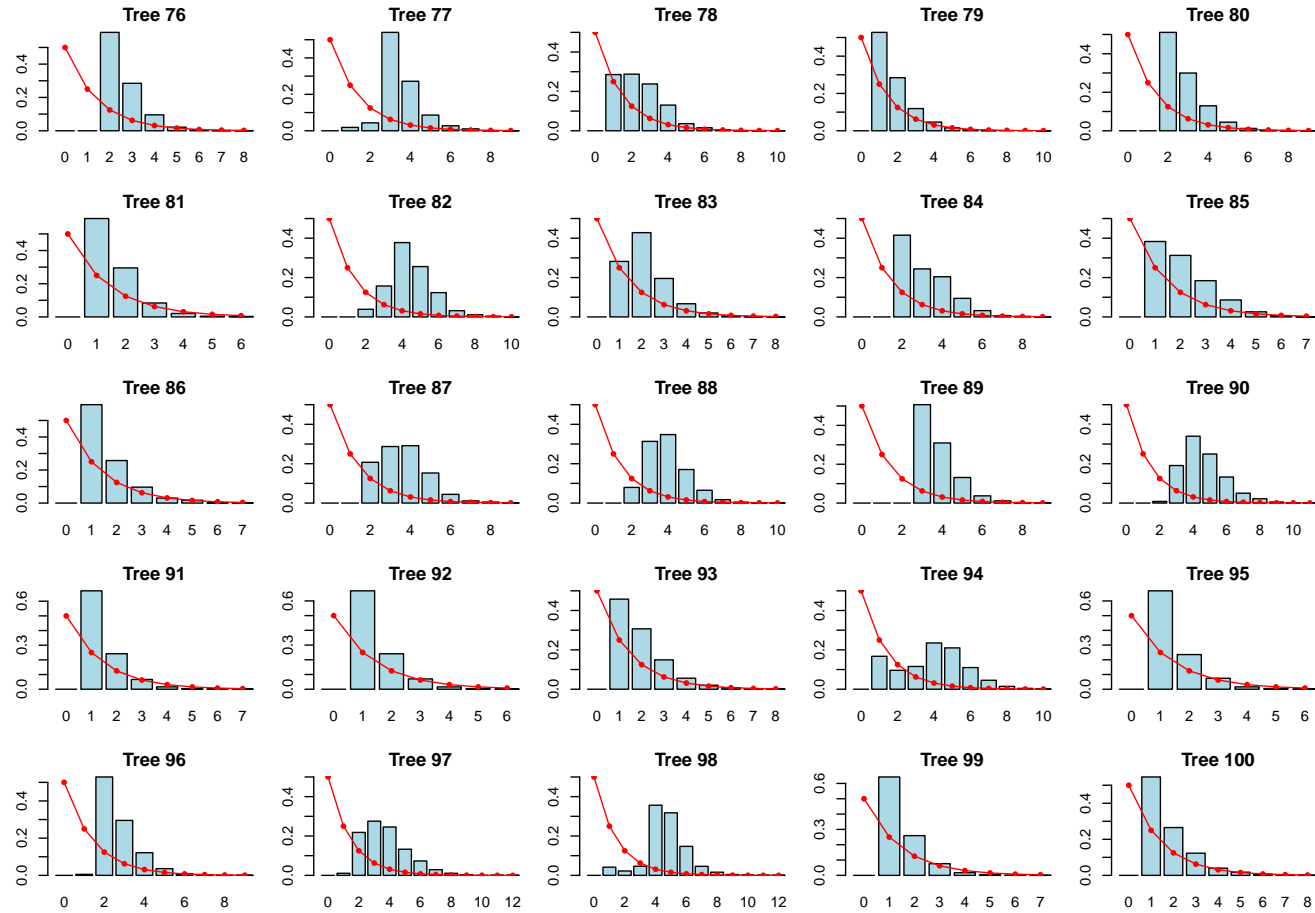 Tree 76 Tree 77 Tree 78 Tree 79 Tree 80
0.0 0.2 0.4 0.0 0.2 0.4 0.0 0.2 0.4 0.0 0.2 0.4 0.0 0.2 0.4
0 1 2 3 4 5 6 7 8 0 2 4 6 8 0 2 4 6 8 10 0 2 4 6 8 10 0 2 4 6 8
Tree 81 Tree 82 Tree 83 Tree 84 Tree 85
0.0 0.2 0.4 0.0 0.2 0.4 0.0 0.2 0.4 0.0 0.2 0.4 0.0 0.2 0.4
0 1 2 3 4 5 6 0 2 4 6 8 10 0 1 2 3 4 5 6 7 8 0 2 4 6 8 0 1 2 3 4 5 6 7
Tree 86 Tree 87 Tree 88 Tree 89 Tree 90
0.0 0.2 0.4 0.0 0.2 0.4 0.0 0.2 0.4 0.0 0.2 0.4 0.0 0.2 0.4
0 1 2 3 4 5 6 7 0 2 4 6 8 0 2 4 6 8 10 0 2 4 6 8 0 2 4 6 8 10
Tree 91 Tree 92 Tree 93 Tree 94 Tree 95
0.0 0.3 0.6 0.0 0.3 0.6 0.0 0.2 0.4 0.0 0.2 0.4 0.0 0.3 0.6
0 1 2 3 4 5 6 7 0 1 2 3 4 5 6 0 1 2 3 4 5 6 7 8 0 2 4 6 8 10 0 1 2 3 4 5 6
Tree 96 Tree 97 Tree 98 Tree 99 Tree 100
0.0 0.2 0.4 0.0 0.2 0.4 0.0 0.2 0.4 0.0 0.3 0.6 0.0 0.2 0.4
0 2 4 6 8 0 2 4 6 8 10 12 0 2 4 6 8 10 12 0 1 2 3 4 5 6 7 0 1 2 3 4 5 6 7 8